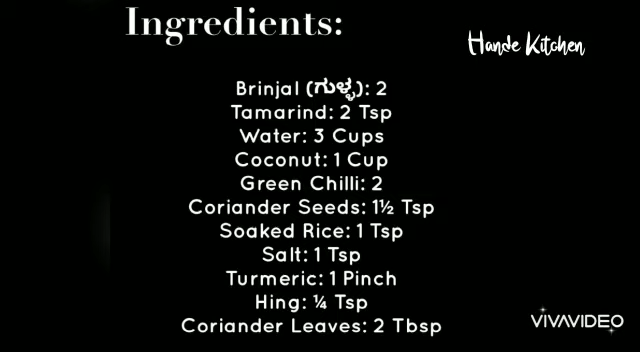 Ingredients:
Hande Kitchen
Brinjal (ಗುಳ್ಳ): 2
Tamarind: 2 Tsp
Water: 3 Cups
Coconut: 1 Cup
Green Chilli: 2
Coriander Seeds: 1½ Tsp
Soaked Rice: 1 Tsp
Salt: 1 Tsp
Turmeric: 1 Pinch
Hing: ¼ Tsp
Coriander Leaves: 2 Tbsp
VIVAVIDEO